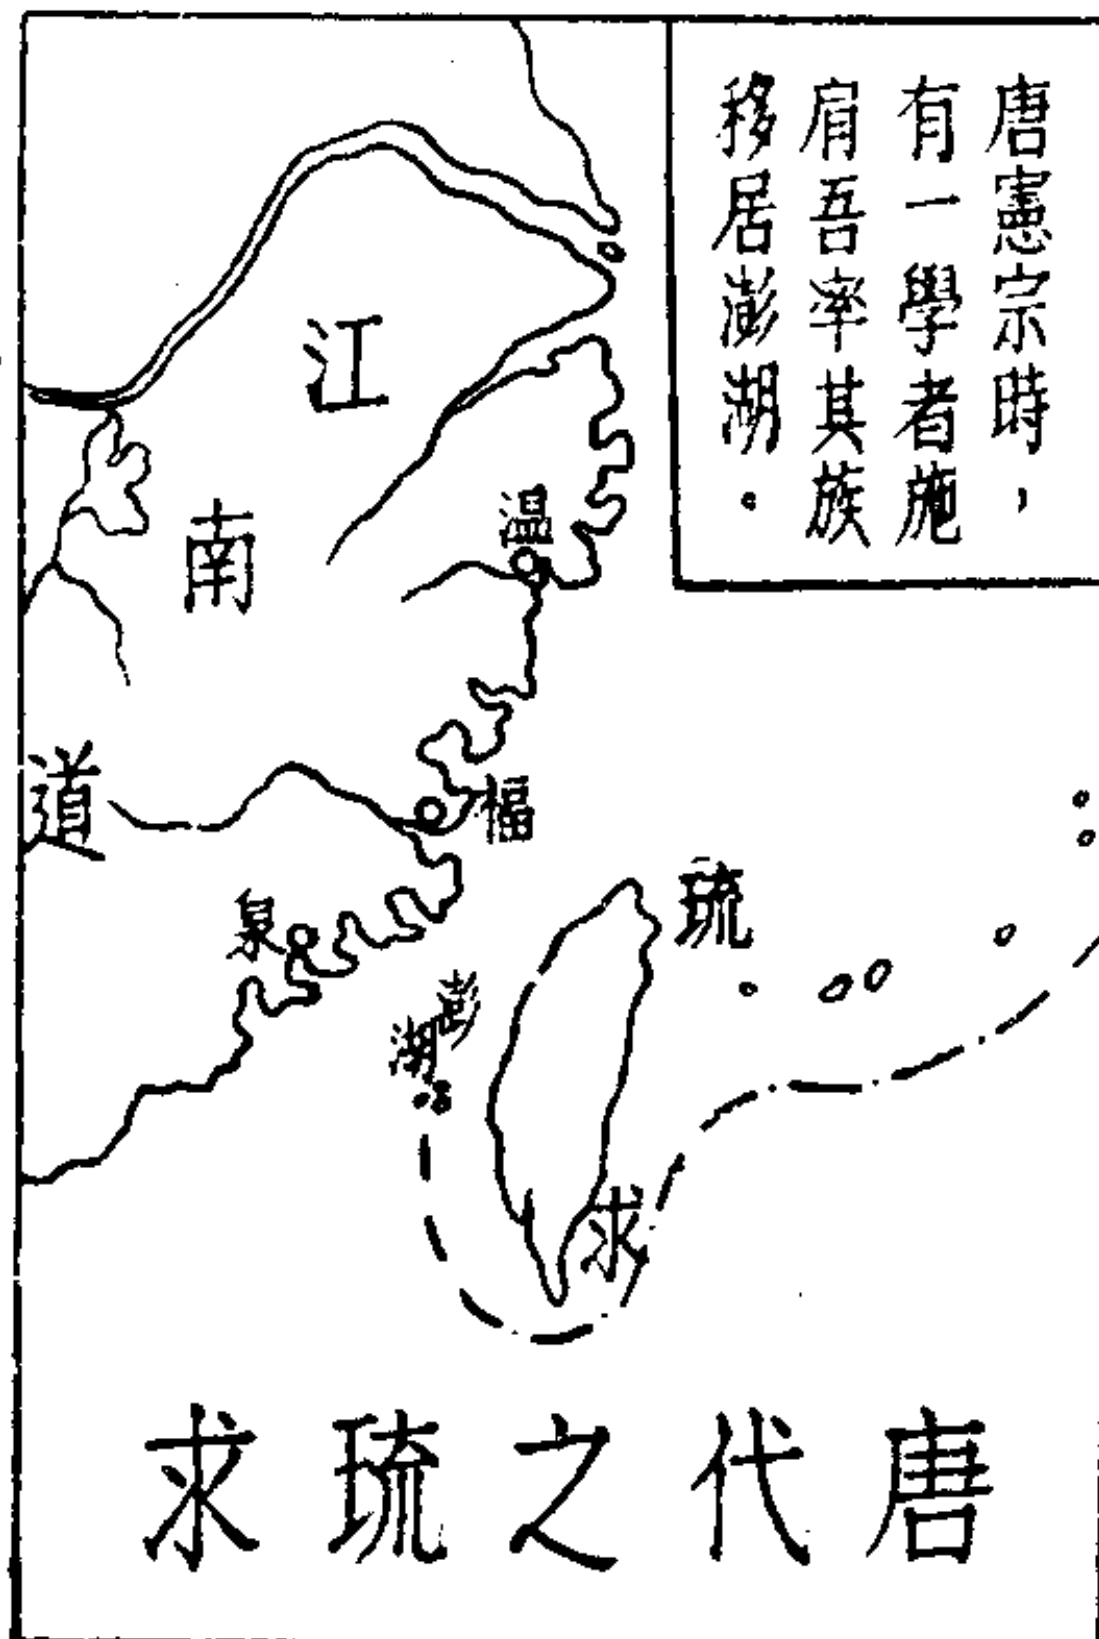 唐憲宗時，
有一學者施
肩吾率其族
移居澎湖。
江
南
道
溫
福
泉
澎湖
琉
求
唐代之琉求